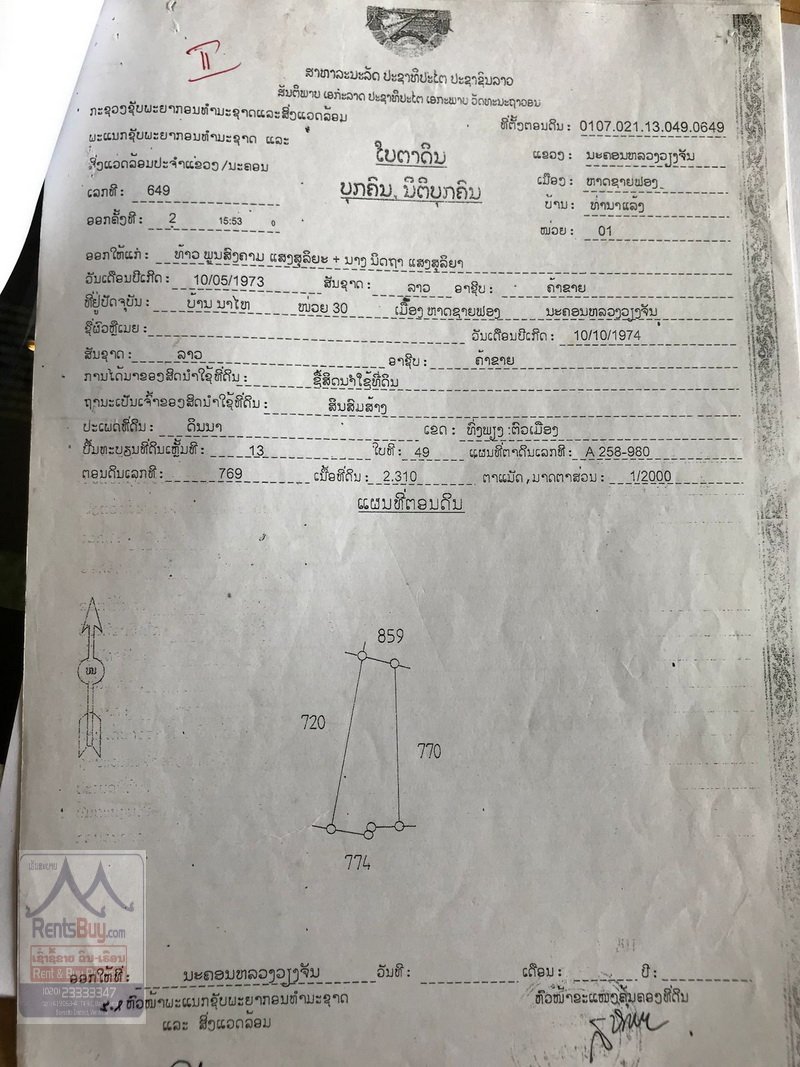 II
ສາທາລະນະລັດ ປະຊາທິປະໄຕ ປະຊາຊົນລາວ
ສັນຕິພາບ ເອກະລາດ ປະຊາທິປະໄຕ ເອກະພາບ ວັດທະນະຖາວອນ
ກະຊວງຊັບພະຍາກອນທຳມະຊາດແລະສິ່ງແວດລ້ອມ
ທີ່ຕັ້ງຕອນດິນ : 0107.021.13.049.0649
ພະແນກຊັບພະຍາກອນທຳມະຊາດ ແລະ
ໃບຕາດິນ
ແຂວງ : ນະຄອນຫລວງວຽງຈັນ
ສິ່ງແວດລ້ອມປະຈຳແຂວງ/ນະຄອນ
ບຸກຄົນ, ນິຕິບຸກຄົນ
ເມືອງ : ຫາດຊາຍຟອງ
ເລກທີ : 649
ບ້ານ : ທ່ານາແລ້ງ
ອອກຄັ້ງທີ : 2 15:53 0
ໜ່ວຍ : 01
ອອກໃຫ້ແກ່ : ທ້າວ ພູນສົງຄາມ ແສງສຸລິຍະ + ນາງ ນິດຖາ ແສງສຸລິຍາ
ວັນເດືອນປີເກີດ : 10/05/1973 ສັນຊາດ : ລາວ ອາຊີບ : ຄ້າຂາຍ
ທີ່ຢູ່ປັດຈຸບັນ : ບ້ານ ນາໄຫ ໜ່ວຍ 30 ເມືອງ ຫາດຊາຍຟອງ ນະຄອນຫລວງວຽງຈັນ
ຊື່ຜົວຫຼືເມຍ : ວັນເດືອນປີເກີດ : 10/10/1974
ສັນຊາດ : ລາວ ອາຊີບ : ຄ້າຂາຍ
ການໄດ້ມາຂອງສິດນຳໃຊ້ທີ່ດິນ : ຊື້ສິດນຳໃຊ້ທີ່ດິນ
ຖານະເປັນເຈົ້າຂອງສິດນຳໃຊ້ທີ່ດິນ : ສິນສົມສ້າງ
ປະເພດທີ່ດິນ : ດິນນາ ເຂດ : ທົ່ງພຽງ :ຕົວເມືອງ
ປຶ້ມທະບຽນທີ່ດິນເຫຼັ້ມທີ : 13 ໃບທີ : 49 ແຜນທີ່ຕາດິນເລກທີ : A 258-980
ຕອນດິນເລກທີ : 769 ເນື້ອທີ່ດິນ : 2.310 ຕາແມັດ, ມາດຕາສ່ວນ : 1/2000
ແຜນທີ່ຕອນດິນ
859
ໜ
720
770
774
RentsBuy.com
ເຊົ່າຊື້ຂາຍ ດິນ-ເຮືອນ
Rent & Buy
(020) 23333347
ອອກໃຫ້ທີ່ : ນະຄອນຫລວງວຽງຈັນ ວັນທີ : ເດືອນ : ປີ :
ຫົວໜ້າພະແນກຊັບພະຍາກອນທຳມະຊາດ
ຫົວໜ້າຂະແໜງຄຸ້ມຄອງທີ່ດິນ
ແລະ ສິ່ງແວດລ້ອມ